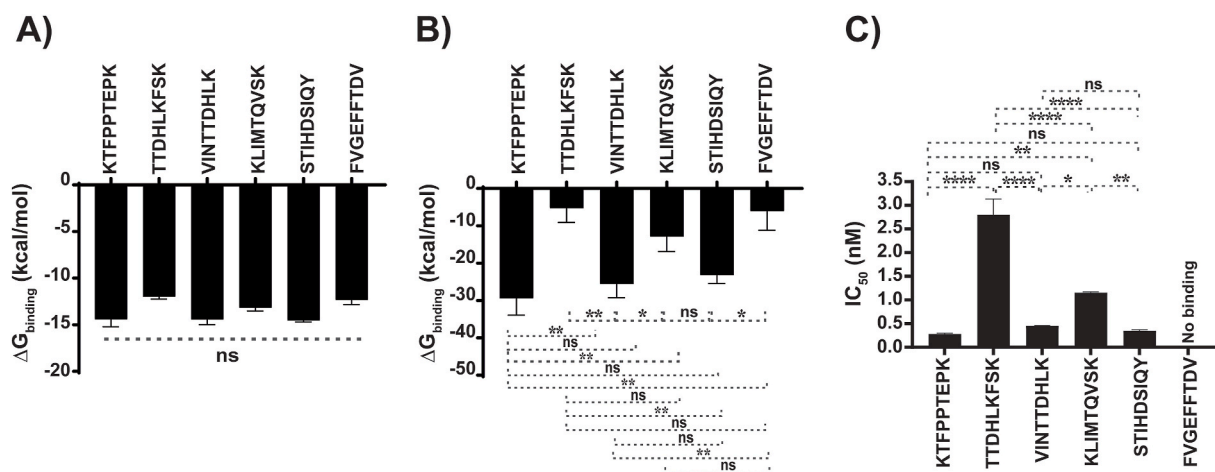 A)
KTFPPTEPK
TTDHLKFSK
VINTTDHLK
KLIMTQVSK
STIHDSIQY
FVGEFFTDV
0
-5
-10
-15
-20
ΔGbinding (kcal/mol)
ns
B)
KTFPPTEPK
TTDHLKFSK
VINTTDHLK
KLIMTQVSK
STIHDSIQY
FVGEFFTDV
0
-10
-20
-30
-40
-50
ΔGbinding (kcal/mol)
** * ns *
**
ns
**
ns
**
ns
**
ns
ns
**
ns
C)
ns
****
****
ns
**
ns
**** **** * **
3.5
3.0
2.5
2.0
1.5
1.0
0.5
0.0
IC50 (nM)
No binding
KTFPPTEPK
TTDHLKFSK
VINTTDHLK
KLIMTQVSK
STIHDSIQY
FVGEFFTDV